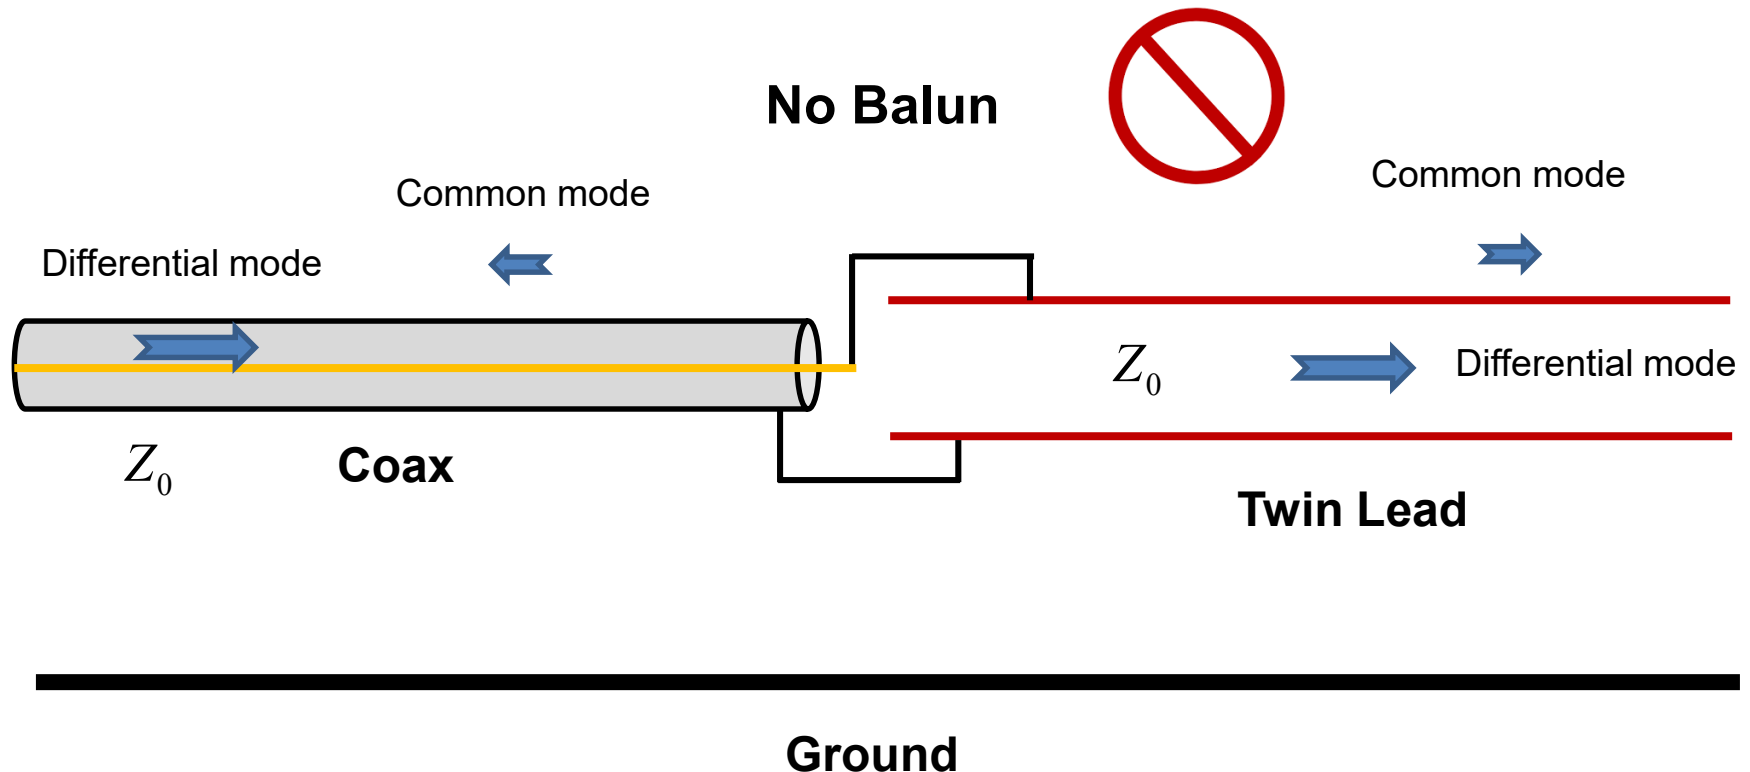 No Balun
Common mode
Common mode
Differential mode
Z₀
Differential mode
Z₀
Coax
Twin Lead
Ground